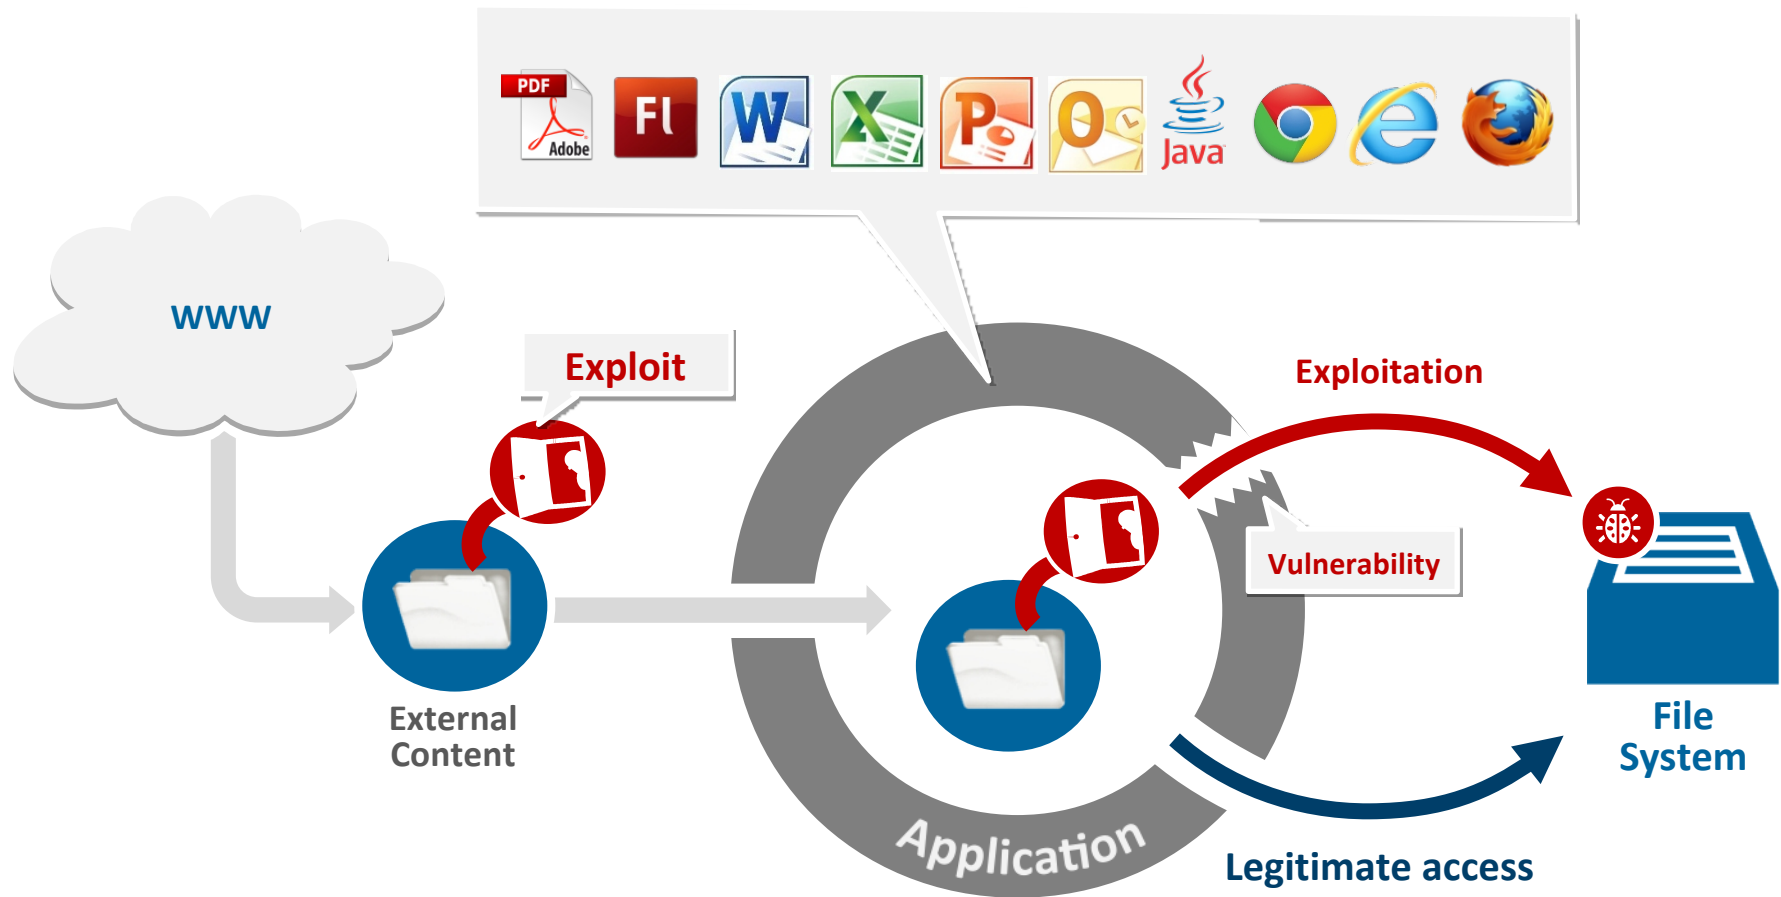 PDF
Adobe
Fl
W
X
P
O
Java
e
WWW
Exploit
Exploitation
Vulnerability
External
Content
File
System
Application
Legitimate access